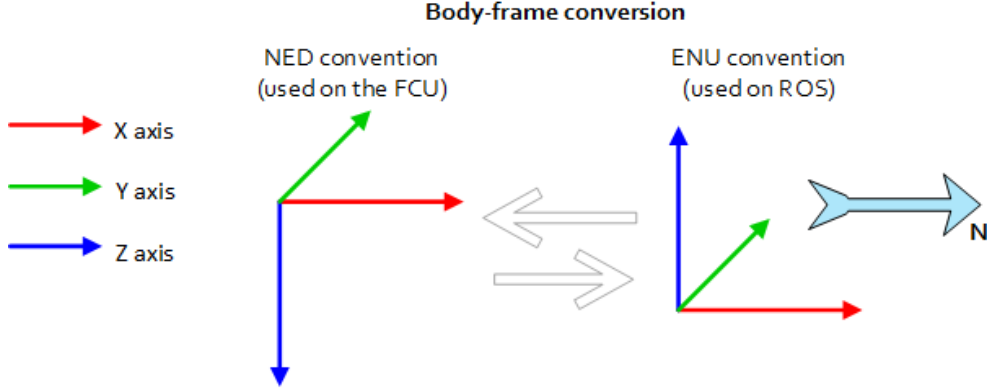 Body-frame conversion
NED convention
(used on the FCU)
ENU convention
(used on ROS)
X axis
Y axis
Z axis
N